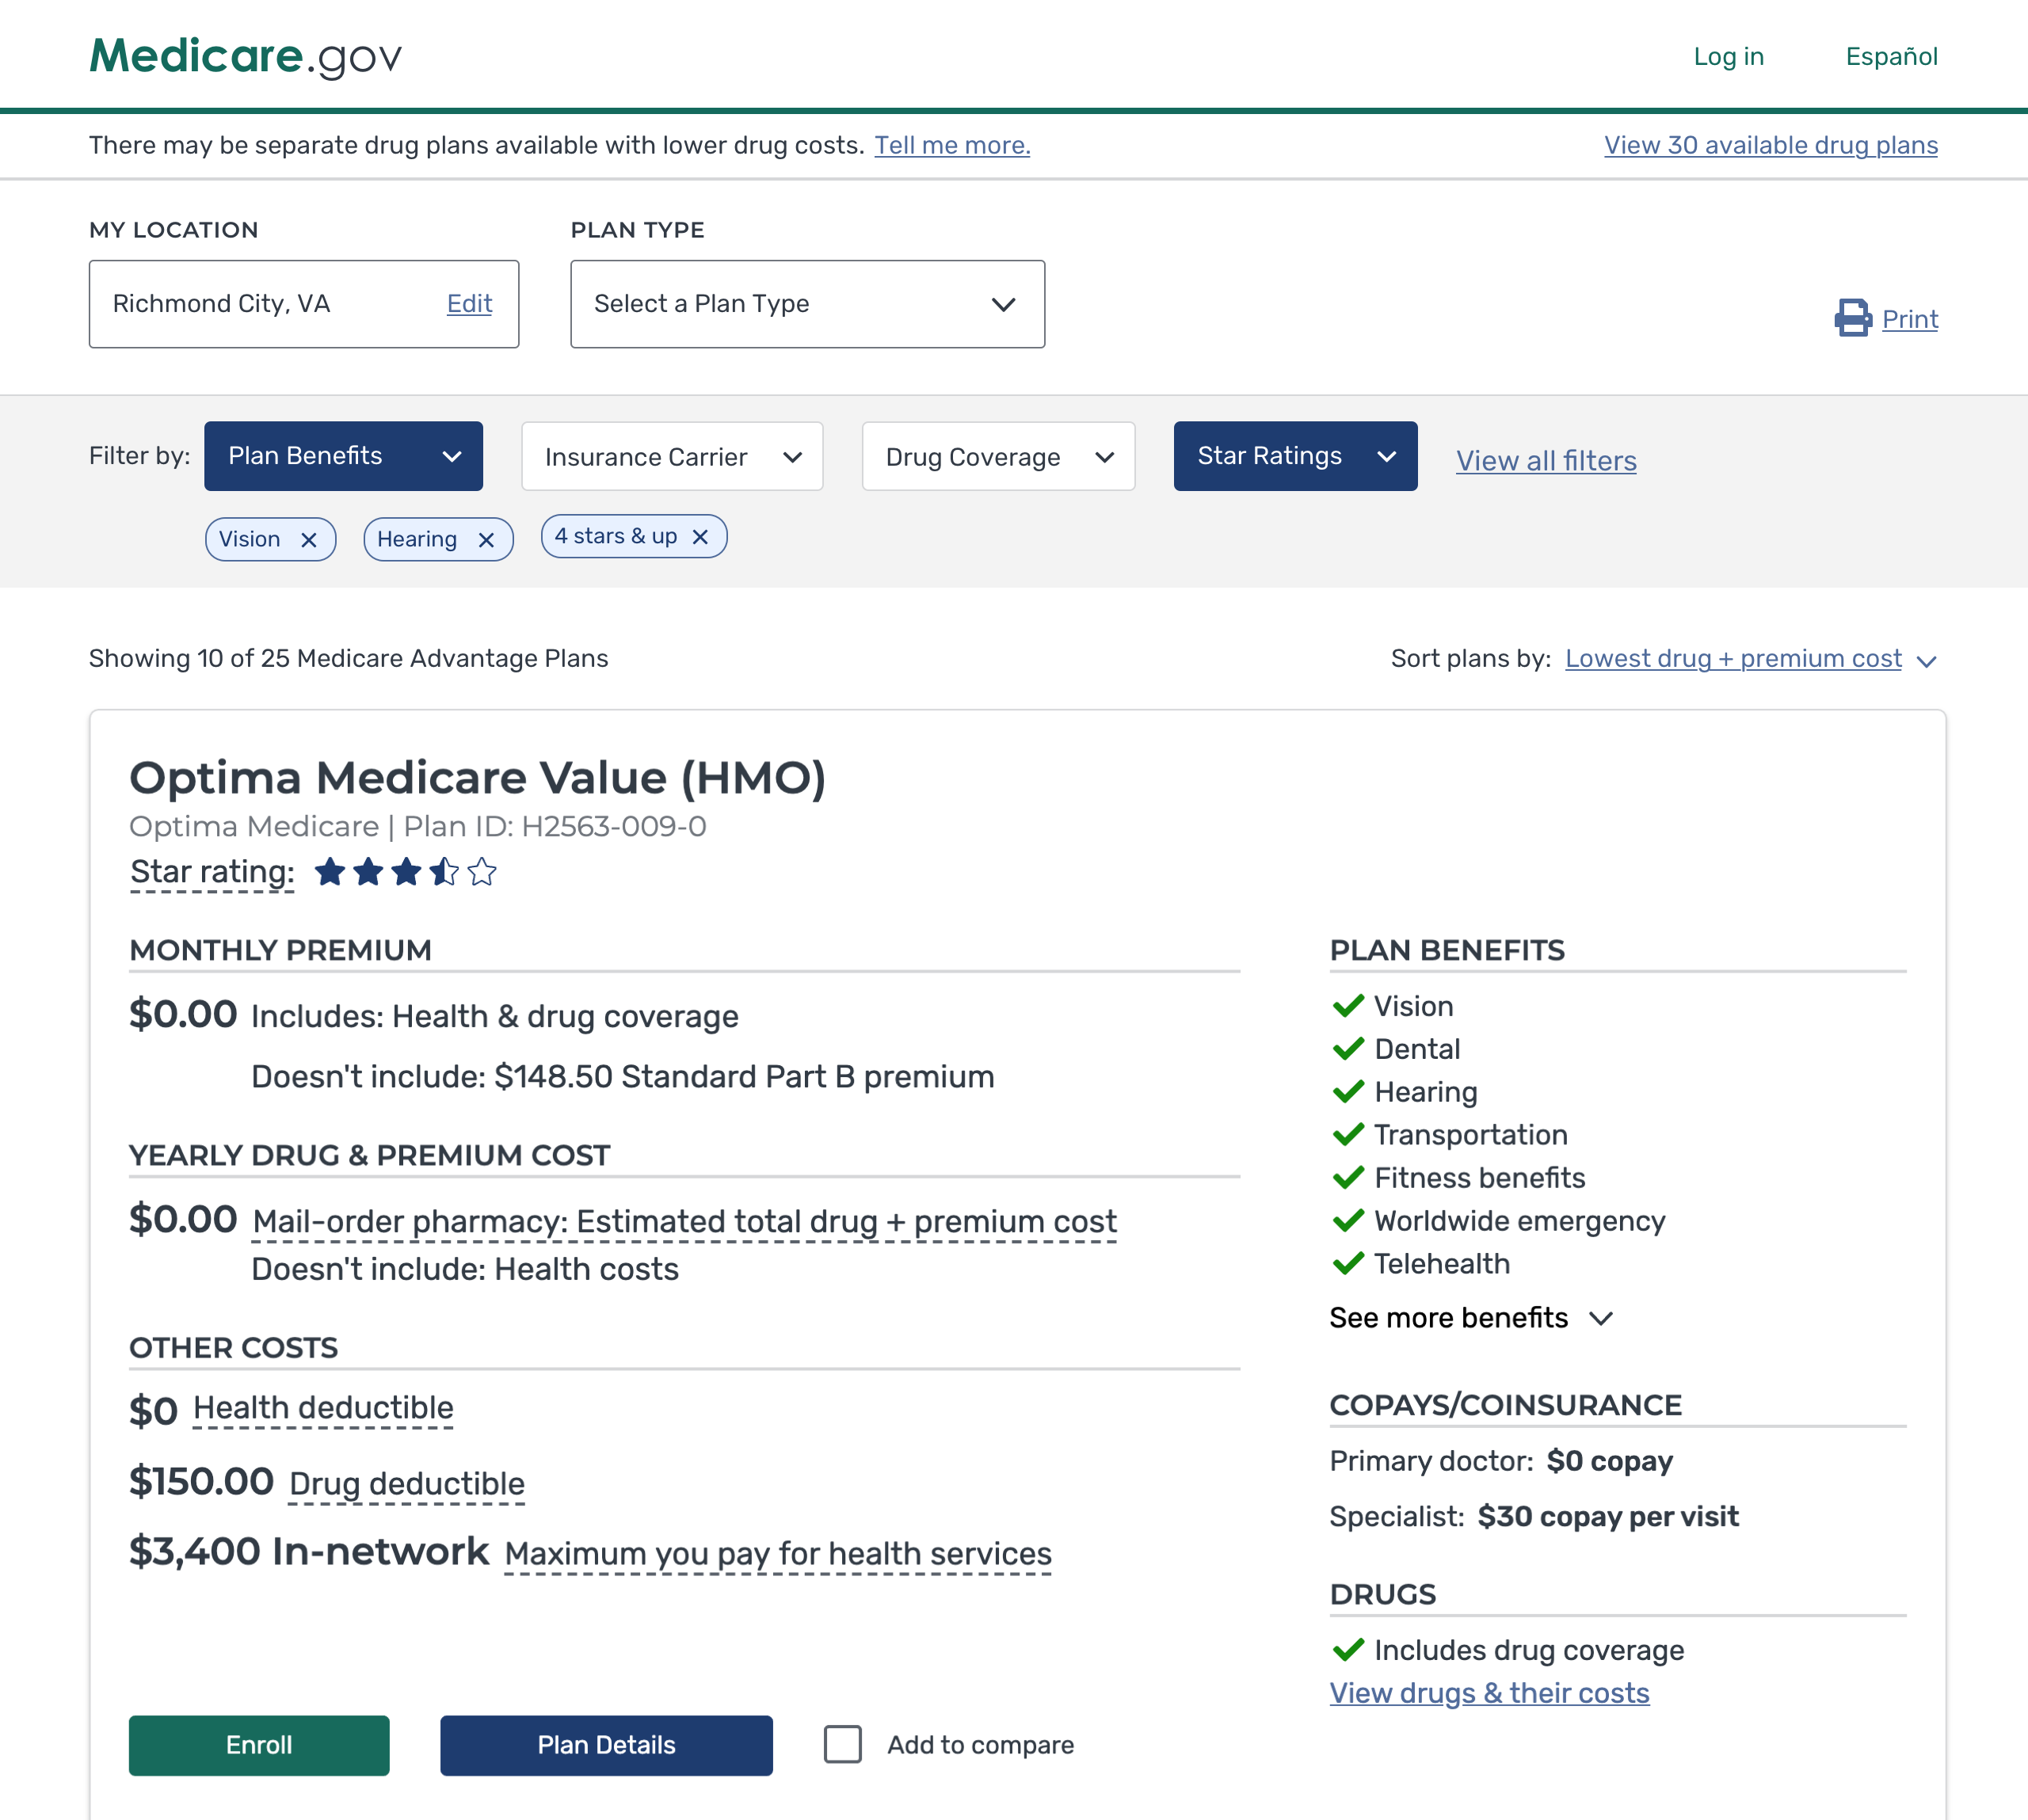 Medicare.gov
Log in Español
There may be separate drug plans available with lower drug costs. Tell me more. View 30 available drug plans
MY LOCATION PLAN TYPE
Richmond City, VA Edit Select a Plan Type
Print
Filter by: Plan Benefits Insurance Carrier Drug Coverage Star Ratings View all filters
Vision Hearing 4 stars & up
Showing 10 of 25 Medicare Advantage Plans Sort plans by: Lowest drug + premium cost
Optima Medicare Value (HMO)
Optima Medicare | Plan ID: H2563-009-0
Star rating:
MONTHLY PREMIUM
$0.00 Includes: Health & drug coverage
Doesn't include: $148.50 Standard Part B premium
YEARLY DRUG & PREMIUM COST
$0.00 Mail-order pharmacy: Estimated total drug + premium cost
Doesn't include: Health costs
OTHER COSTS
$0 Health deductible
$150.00 Drug deductible
$3,400 In-network Maximum you pay for health services
PLAN BENEFITS
Vision
Dental
Hearing
Transportation
Fitness benefits
Worldwide emergency
Telehealth
See more benefits
COPAYS/COINSURANCE
Primary doctor: $0 copay
Specialist: $30 copay per visit
DRUGS
Includes drug coverage
View drugs & their costs
Enroll Plan Details Add to compare